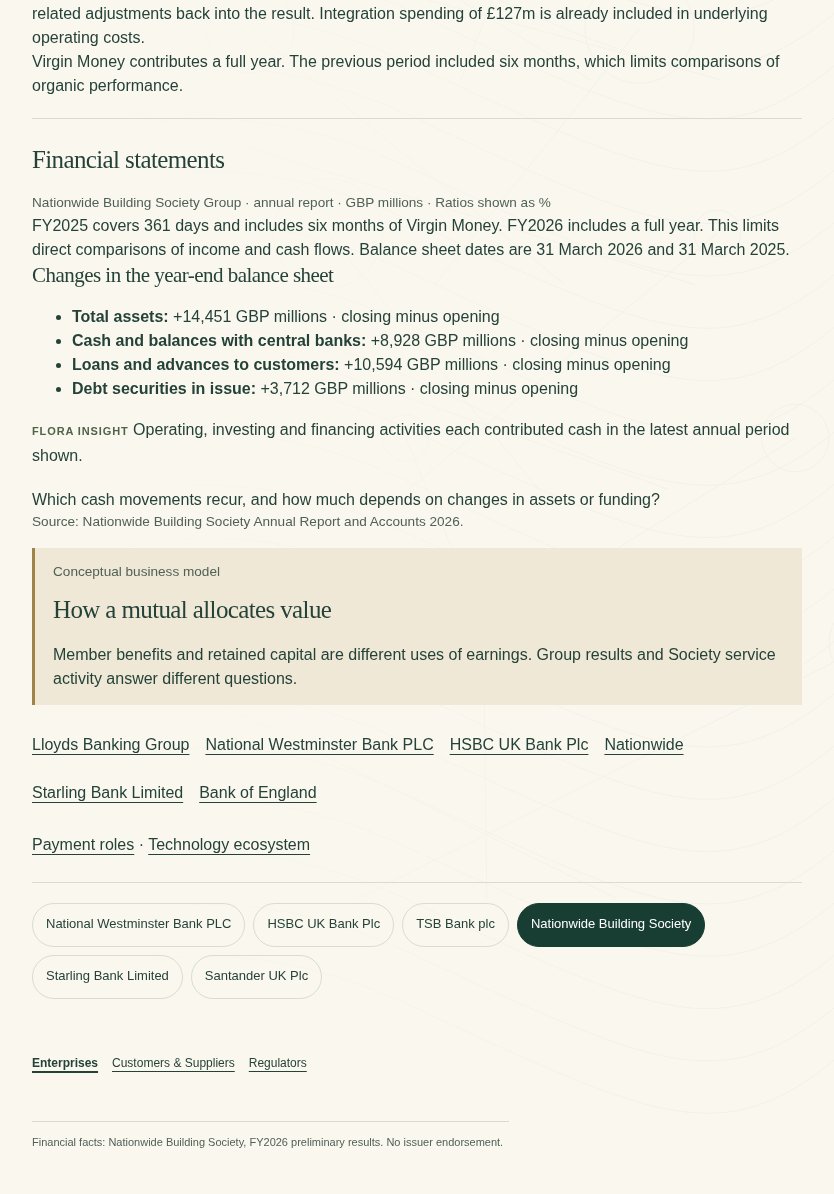 related adjustments back into the result. Integration spending of £127m is already included in underlying
operating costs.
Virgin Money contributes a full year. The previous period included six months, which limits comparisons of
organic performance.
Financial statements
Nationwide Building Society Group · annual report · GBP millions · Ratios shown as %
FY2025 covers 361 days and includes six months of Virgin Money. FY2026 includes a full year. This limits
direct comparisons of income and cash flows. Balance sheet dates are 31 March 2026 and 31 March 2025.
Changes in the year-end balance sheet
• Total assets: +14,451 GBP millions · closing minus opening
• Cash and balances with central banks: +8,928 GBP millions · closing minus opening
• Loans and advances to customers: +10,594 GBP millions · closing minus opening
• Debt securities in issue: +3,712 GBP millions · closing minus opening
FLORA INSIGHT Operating, investing and financing activities each contributed cash in the latest annual period
shown.
Which cash movements recur, and how much depends on changes in assets or funding?
Source: Nationwide Building Society Annual Report and Accounts 2026.
Conceptual business model
How a mutual allocates value
Member benefits and retained capital are different uses of earnings. Group results and Society service
activity answer different questions.
Lloyds Banking Group National Westminster Bank PLC HSBC UK Bank Plc Nationwide
Starling Bank Limited Bank of England
Payment roles · Technology ecosystem
National Westminster Bank PLC HSBC UK Bank Plc TSB Bank plc Nationwide Building Society
Starling Bank Limited Santander UK Plc
Enterprises Customers & Suppliers Regulators
Financial facts: Nationwide Building Society, FY2026 preliminary results. No issuer endorsement.